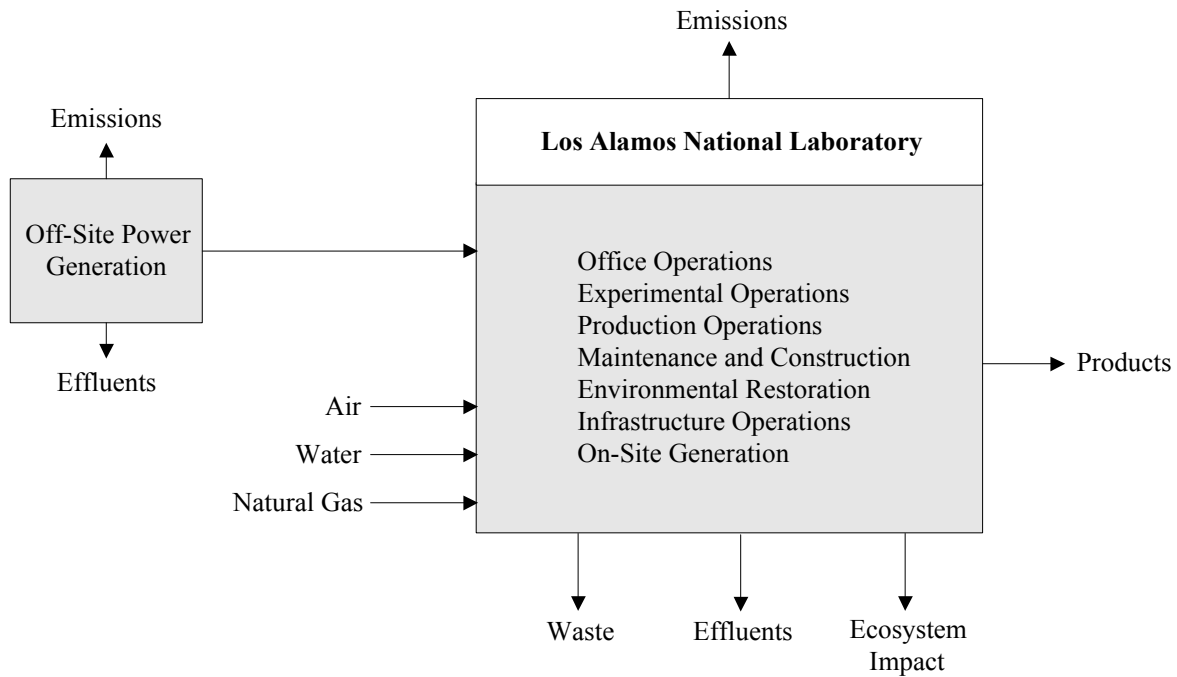 Emissions
Emissions
Los Alamos National Laboratory
Off-Site Power
Generation
Office Operations
Experimental Operations
Production Operations
Maintenance and Construction
Environmental Restoration
Infrastructure Operations
On-Site Generation
Products
Effluents
Air
Water
Natural Gas
Waste
Effluents
Ecosystem
Impact